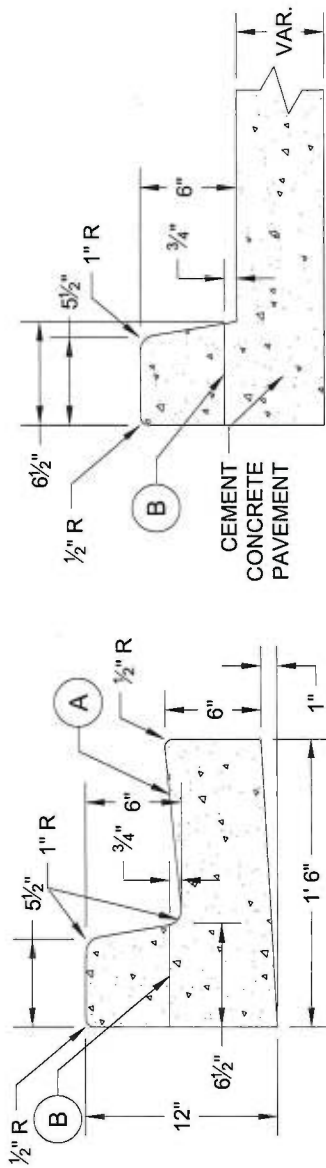 ½" R
5½"
1" R
6"
¾"
A
½" R
B
12"
6½"
6"
1' 6"
1"
6½"
½" R
5½"
1" R
¾"
6"
B
CEMENT
CONCRETE
PAVEMENT
VAR.